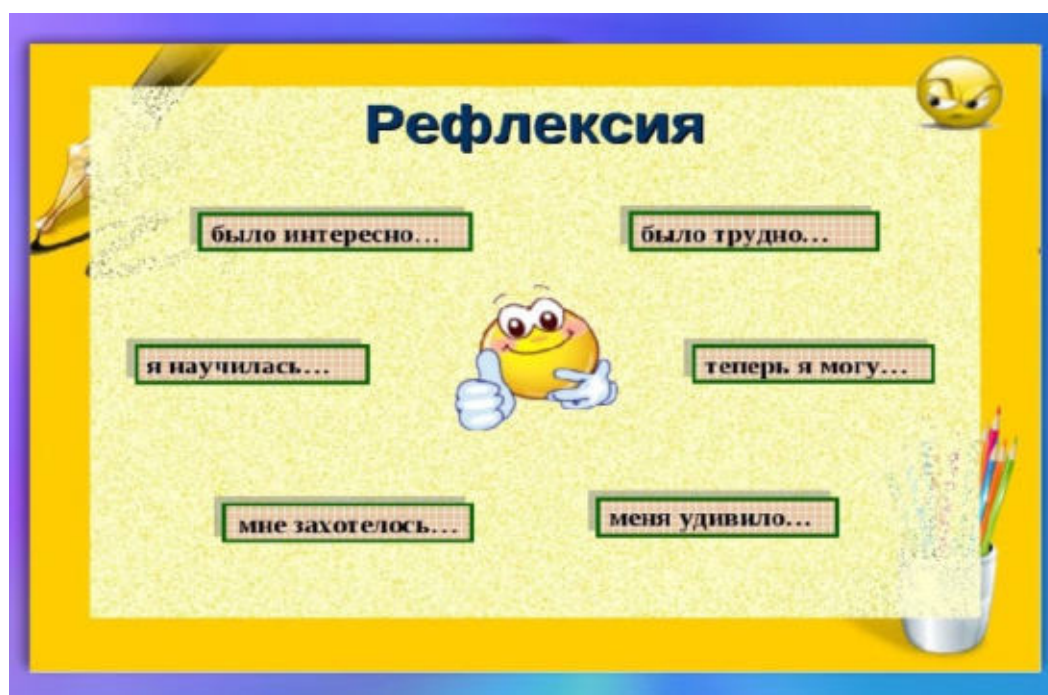 Рефлексия
было интересно...
было трудно...
я научилась...
теперь я могу...
мне захотелось...
меня удивило...